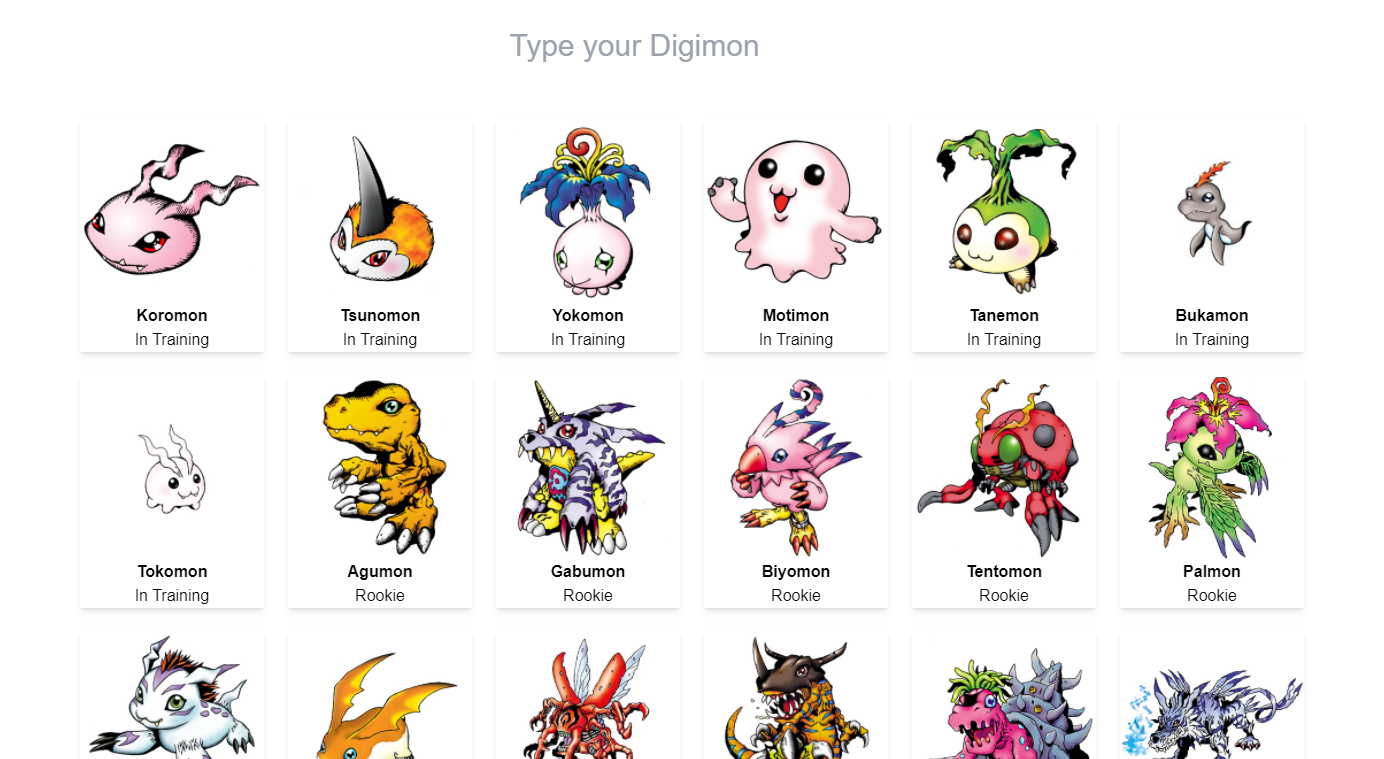 Type your Digimon
Koromon
In Training
Tsunomon
In Training
Yokomon
In Training
Motimon
In Training
Tanemon
In Training
Bukamon
In Training
Tokomon
In Training
Agumon
Rookie
Gabumon
Rookie
Biyomon
Rookie
Tentomon
Rookie
Palmon
Rookie